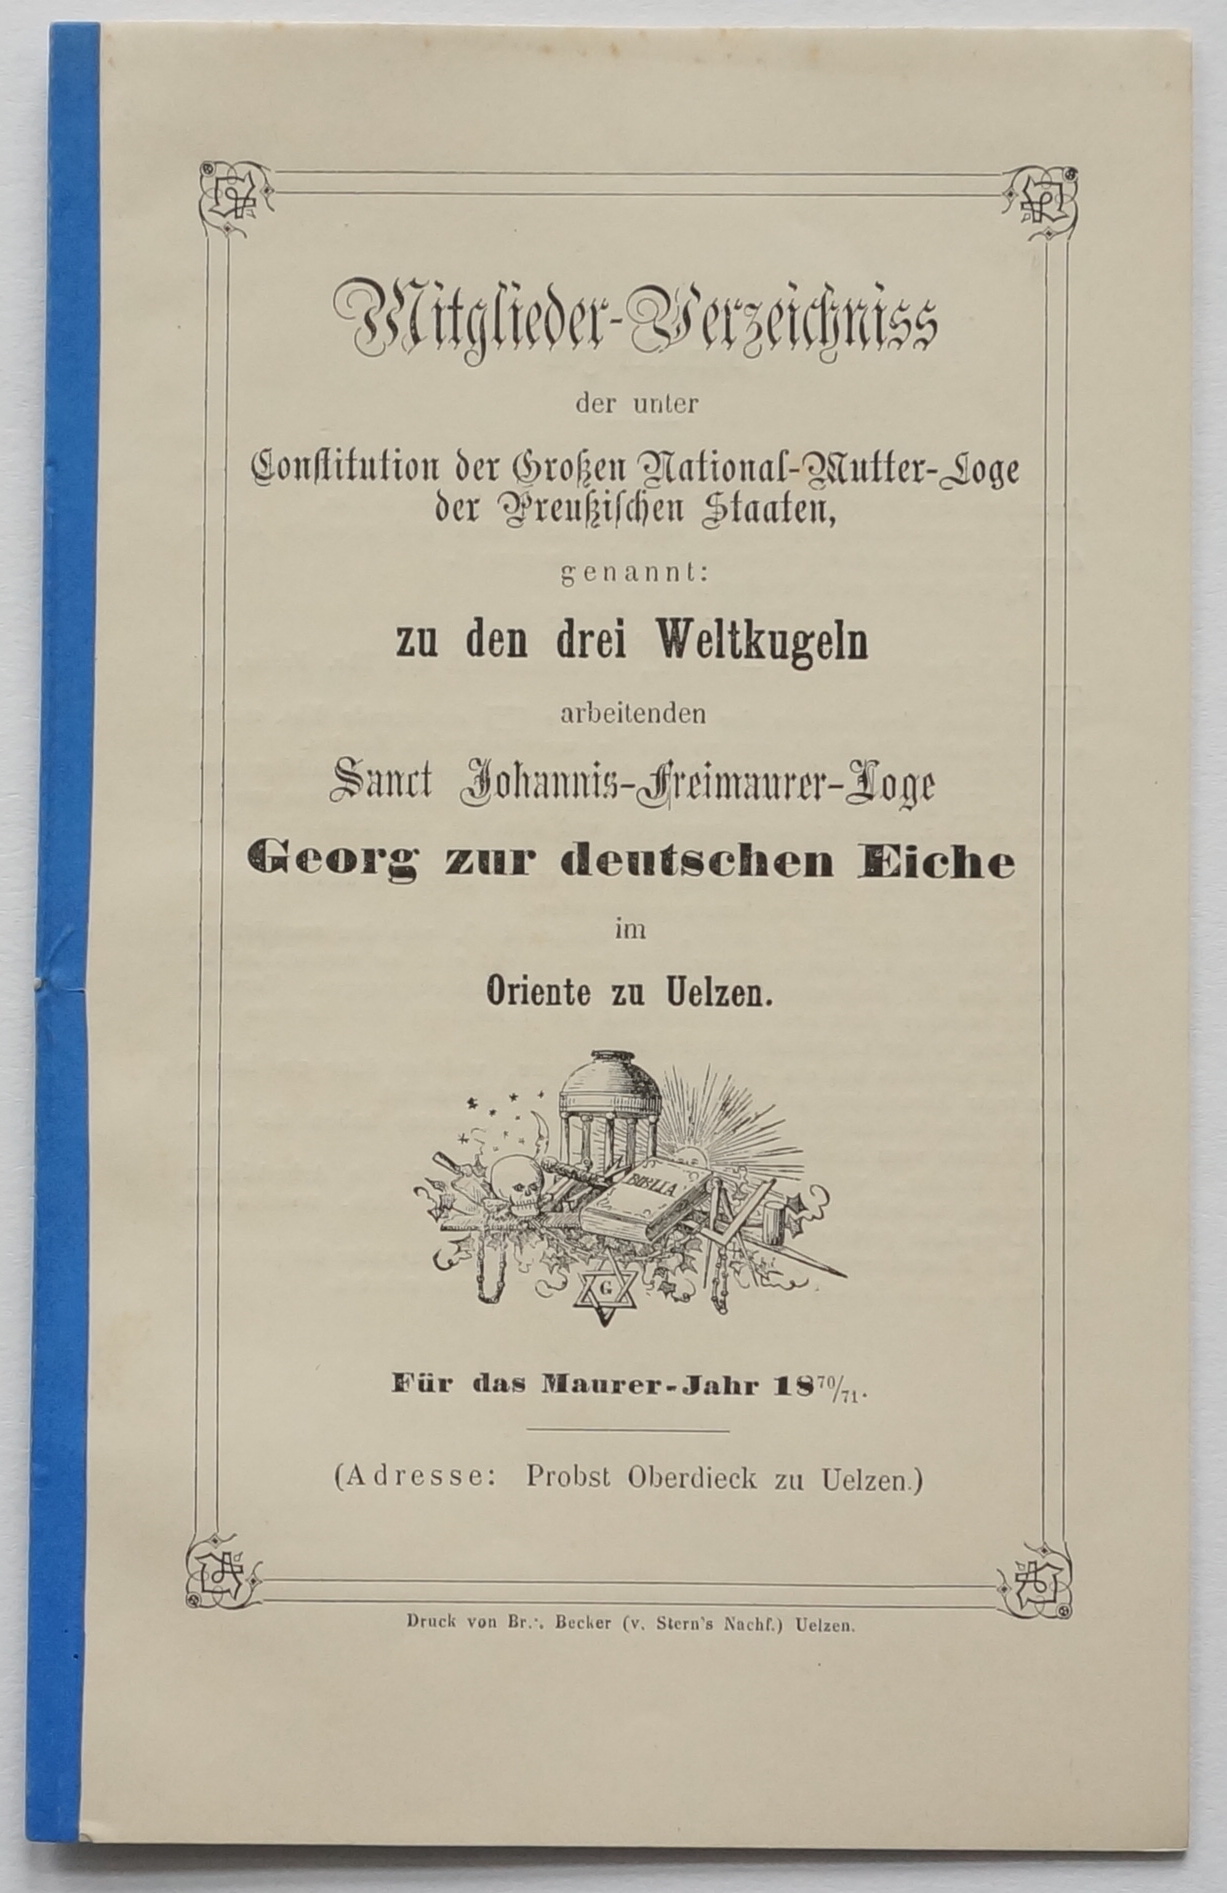 Mitglieder-Verzeichniss
der unter
Constitution der Großen National-Mutter-Loge
der Preußischen Staaten,
genannt:
zu den drei Weltkugeln
arbeitenden
Sanct Johannis-Freimaurer-Loge
Georg zur deutschen Eiche
im
Oriente zu Uelzen.
BIBLIA
G
Für das Maurer-Jahr 1870/71.
(Adresse: Probst Oberdieck zu Uelzen.)
Druck von Br.·. Becker (v. Stern's Nachf.) Uelzen.